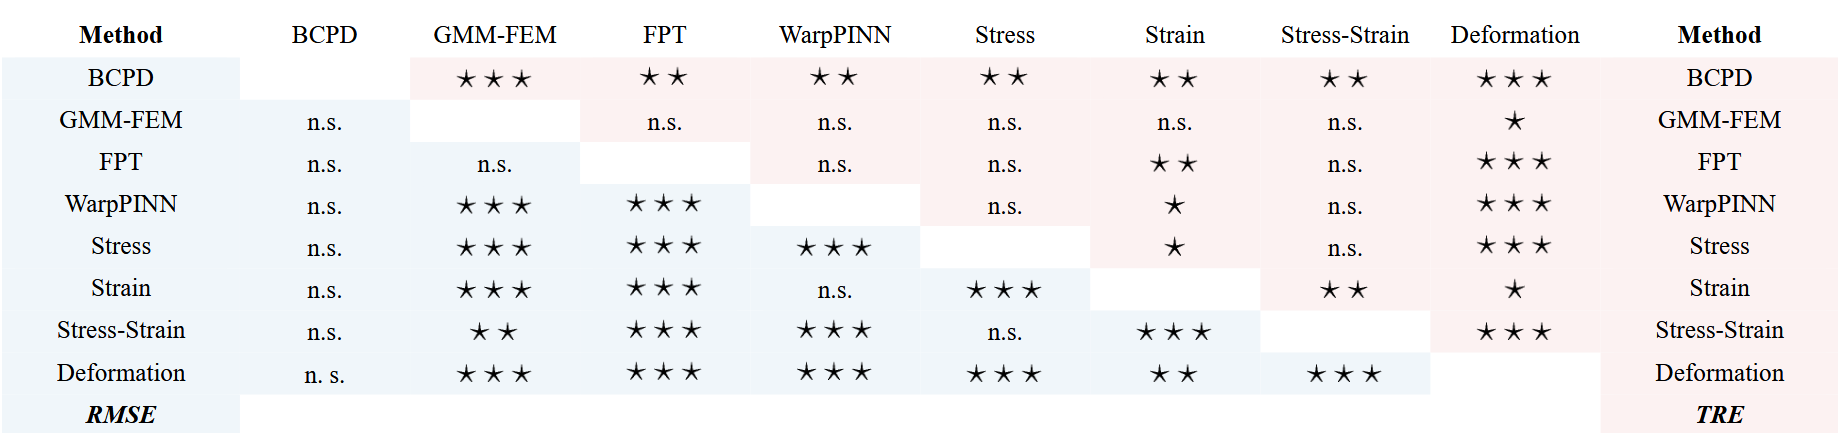 Method BCPD GMM-FEM FPT WarpPINN Stress Strain Stress-Strain Deformation Method
BCPD ★★★ ★★ ★★ ★★ ★★ ★★ ★★★ BCPD
GMM-FEM n.s. n.s. n.s. n.s. n.s. n.s. ★ GMM-FEM
FPT n.s. n.s. n.s. n.s. ★★ n.s. ★★★ FPT
WarpPINN n.s. ★★★ ★★★ n.s. ★ n.s. ★★★ WarpPINN
Stress n.s. ★★★ ★★★ ★★★ ★ n.s. ★★★ Stress
Strain n.s. ★★★ ★★★ n.s. ★★★ ★★ ★ Strain
Stress-Strain n.s. ★★ ★★★ ★★★ n.s. ★★★ ★★★ Stress-Strain
Deformation n. s. ★★★ ★★★ ★★★ ★★★ ★★ ★★★ Deformation
RMSE TRE